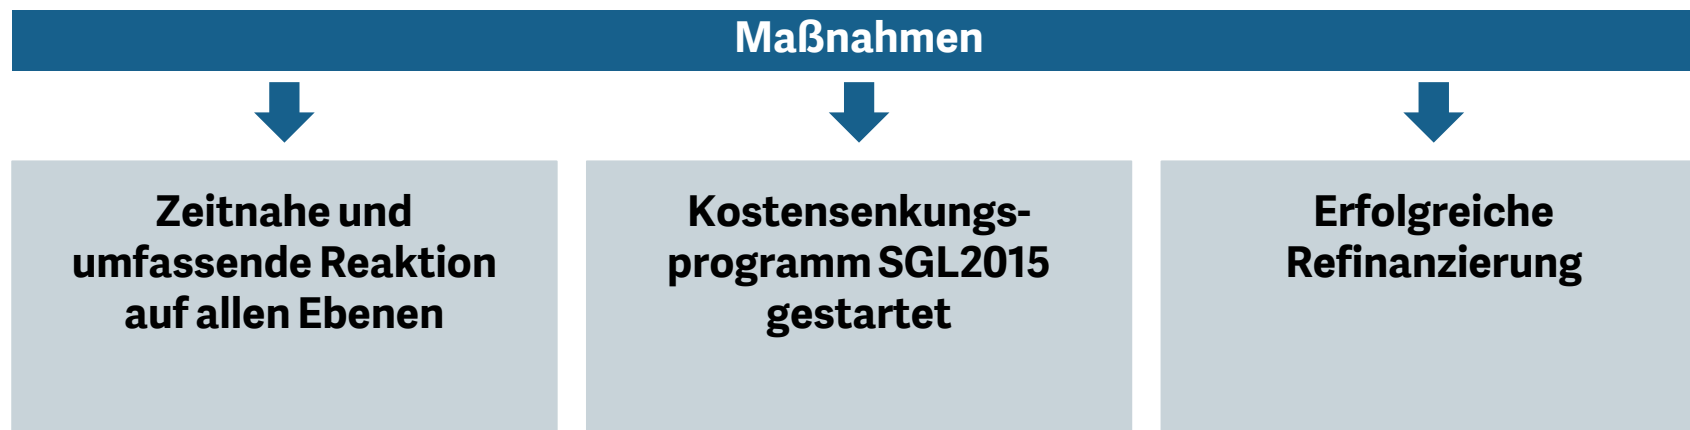 Maßnahmen
Zeitnahe und
umfassende Reaktion
auf allen Ebenen
Kostensenkungs-
programm SGL2015
gestartet
Erfolgreiche
Refinanzierung